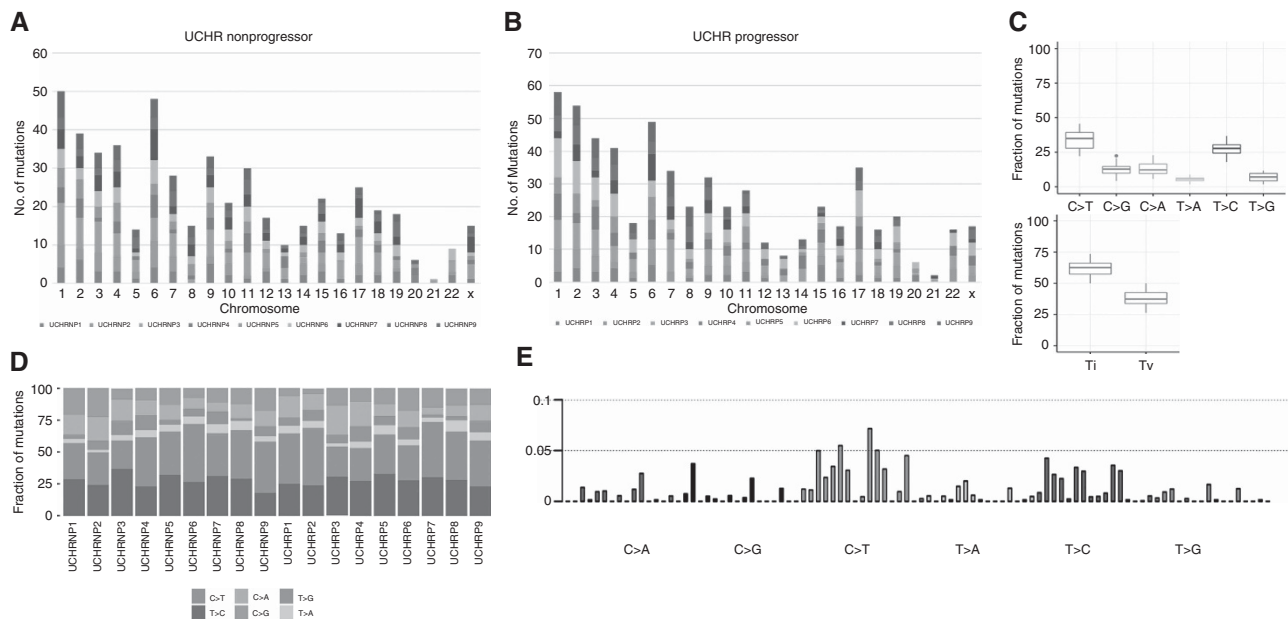 A
UCHR nonprogressor
No. of mutations
60
50
40
30
20
10
0
1 2 3 4 5 6 7 8 9 10 11 12 13 14 15 16 17 18 19 20 21 22 x
Chromosome
UCHRNP1 UCHRNP2 UCHRNP3 UCHRNP4 UCHRNP5 UCHRNP6 UCHRNP7 UCHRNP8 UCHRNP9
B
UCHR progressor
No. of Mutations
70
60
50
40
30
20
10
0
1 2 3 4 5 6 7 8 9 10 11 12 13 14 15 16 17 18 19 20 21 22 x
Chromosome
UCHRP1 UCHRP2 UCHRP3 UCHRP4 UCHRP5 UCHRP6 UCHRP7 UCHRP8 UCHRP9
C
Fraction of mutations
100
75
50
25
0
C>T C>G C>A T>A T>C T>G
Fraction of mutations
100
75
50
25
0
Ti Tv
D
Fraction of mutations
100
75
50
25
0
UCHRNP1 UCHRNP2 UCHRNP3 UCHRNP4 UCHRNP5 UCHRNP6 UCHRNP7 UCHRNP8 UCHRNP9 UCHRNP1 UCHRP2 UCHRP3 UCHRP4 UCHRP5 UCHRP6 UCHRP7 UCHRP8 UCHRP9
C>T C>A T>G
T>C C>G T>A
E
0.1
0.05
0
C>A C>G C>T T>A T>C T>G